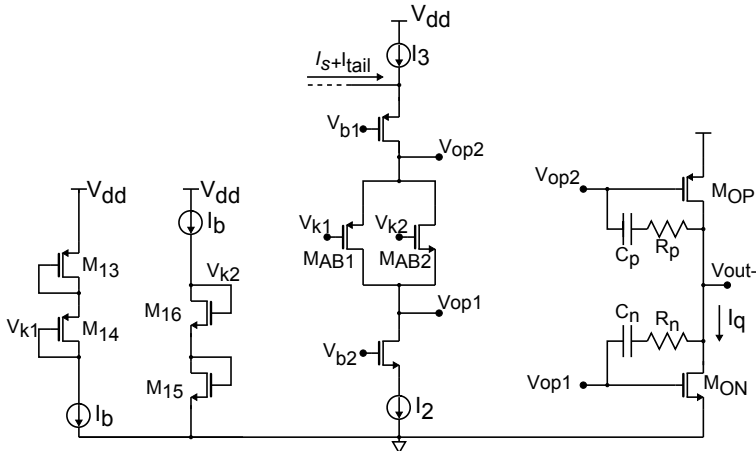 Vdd
Is+Itail
I3
Vb1
Vop2
Vop2
MOP
Vdd
Vdd
Ib
Vk1
Vk2
MAB1
MAB2
Cp
Rp
M13
Vk2
Vout-
M14
Vk1
M16
Vop1
Cn
Rn
Iq
Vb2
M15
Vop1
MON
Ib
I2